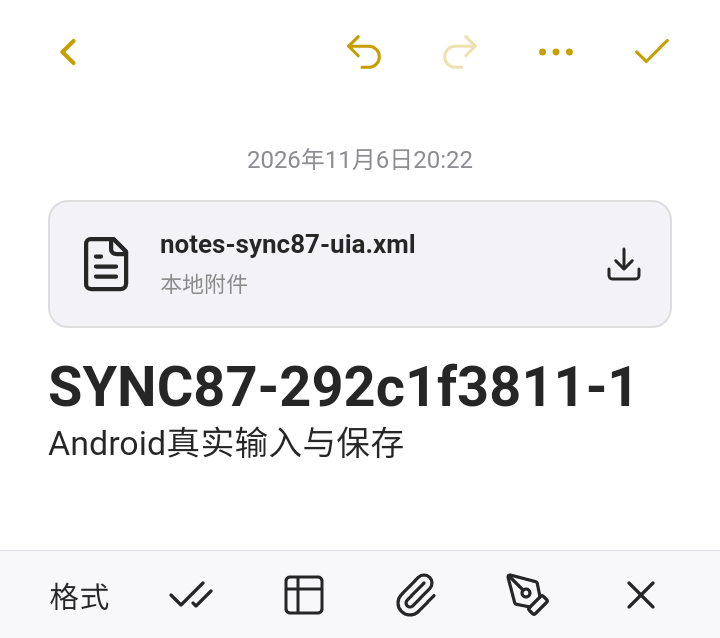 2026年11月6日20:22
notes-sync87-uia.xml
本地附件
SYNC87-292c1f3811-1
Android真实输入与保存
格式